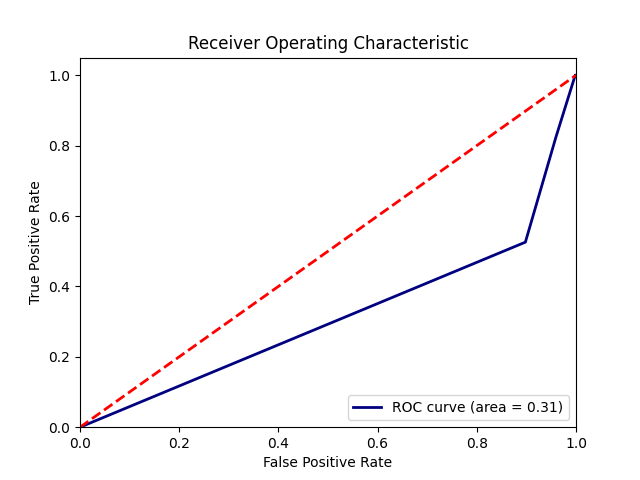 Receiver Operating Characteristic
True Positive Rate
1.0
0.8
0.6
0.4
0.2
0.0
ROC curve (area = 0.31)
0.0 0.2 0.4 0.6 0.8 1.0
False Positive Rate